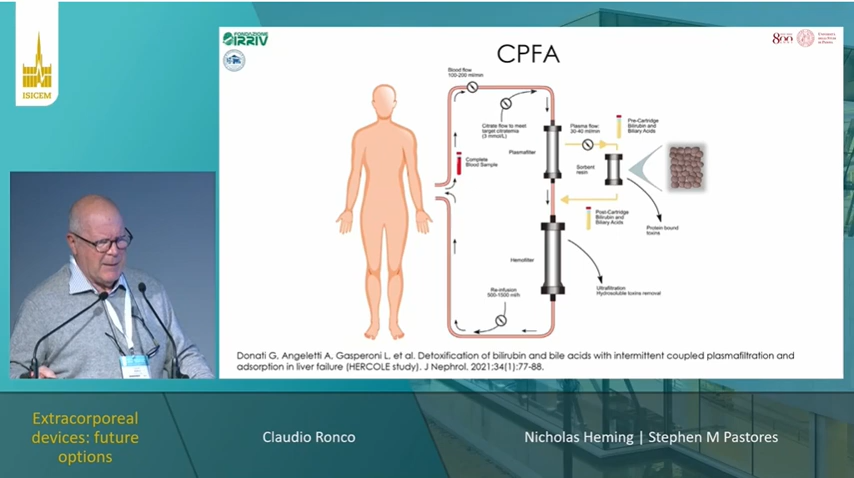 ISICEM
FONDAZIONE
IRRIV
800
CPFA
Blood flow
100-200 ml/min
Citrate flow to meet
target citratemia
(3 mmol/L)
Plasma flow:
20-40 ml/min
Pre-Cartridge
Bilirubin and
Biliary Acids
Plasmafilter
Sorbent
resin
Complete
Blood Sample
Post-Cartridge
Bilirubin and
Biliary Acids
Protein bound
toxins
Hemofilter
Ultrafiltration
Hydrosoluble toxins removal
Re-infusion
500-1500 ml/h
Donati G, Angeletti A, Gasperoni L, et al. Detoxification of bilirubin and bile acids with intermittent coupled plasmafiltration and
adsorption in liver failure (HERCOLE study). J Nephrol. 2021;34(1):77-88.
Extracorporeal
devices: future
options
Claudio Ronco
Nicholas Heming | Stephen M Pastores